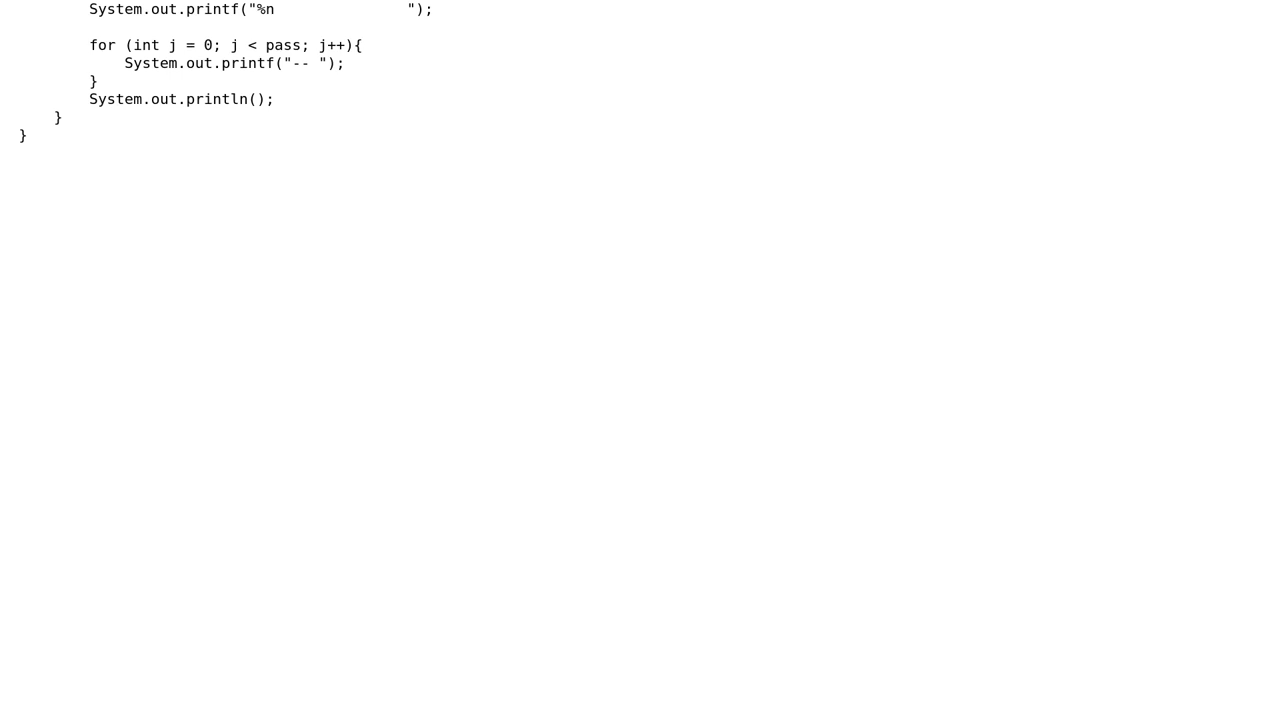 System.out.printf("%n               ");

        for (int j = 0; j < pass; j++){
            System.out.printf("-- ");
        }
        System.out.println();
    }
}